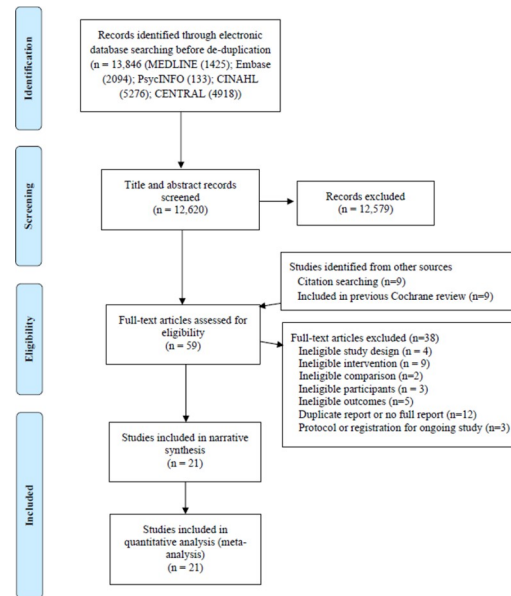 Identification
Records identified through electronic
database searching before de-duplication
(n = 13,846 (MEDLINE (1425); Embase
(2094); PsycINFO (133); CINAHL
(5276); CENTRAL (4918))
Screening
Title and abstract records
screened
(n = 12,620)
Records excluded
(n = 12,579)
Studies identified from other sources
Citation searching (n=9)
Included in previous Cochrane review (n=9)
Eligibility
Full-text articles assessed for
eligibility
(n = 59)
Full-text articles excluded (n=38)
Ineligible study design (n = 4)
Ineligible intervention (n = 9)
Ineligible comparison (n=2)
Ineligible participants (n = 3)
Ineligible outcomes (n=5)
Duplicate report or no full report (n=12)
Protocol or registration for ongoing study (n=3)
Included
Studies included in narrative
synthesis
(n = 21)
Studies included in
quantitative analysis (meta-
analysis)
(n = 21)